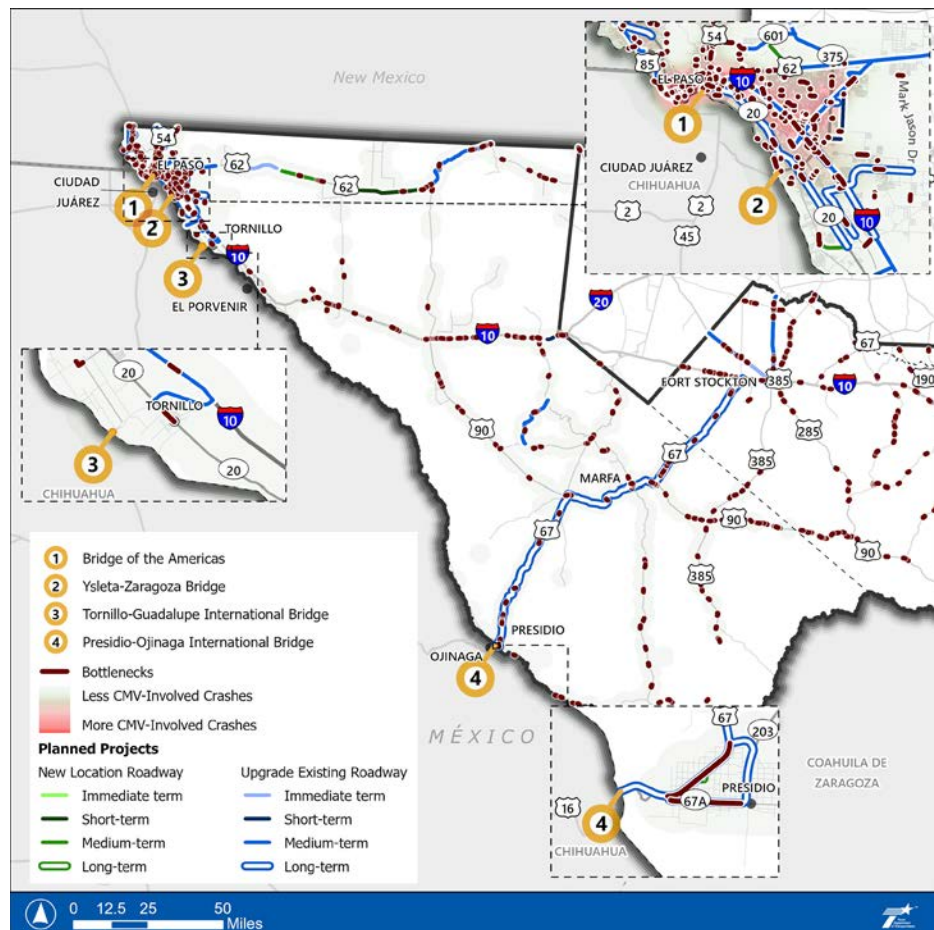 New Mexico
54
EL PASO
62
62
CIUDAD
JUÁREZ
1
2
TORNILLO
3
10
EL PORVENIR
10
20
67
FORT STOCKTON
385
10
190
90
285
67
385
MARFA
67
90
90
385
PRESIDIO
OJINAGA
4
MÉXICO
COAHUILA DE
ZARAGOZA
54
601
85
375
62
EL PASO
10
20
Mark Jason Dr
1
CIUDAD JUÁREZ
CHIHUAHUA
2
2
45
2
20
10
20
TORNILLO
10
3
20
CHIHUAHUA
67
203
PRESIDIO
67A
16
4
CHIHUAHUA
1 Bridge of the Americas
2 Ysleta-Zaragoza Bridge
3 Tornillo-Guadalupe International Bridge
4 Presidio-Ojinaga International Bridge
Bottlenecks
Less CMV-Involved Crashes
More CMV-Involved Crashes
Planned Projects
New Location Roadway
Immediate term
Short-term
Medium-term
Long-term
Upgrade Existing Roadway
Immediate term
Short-term
Medium-term
Long-term
0 12.5 25 50
Miles